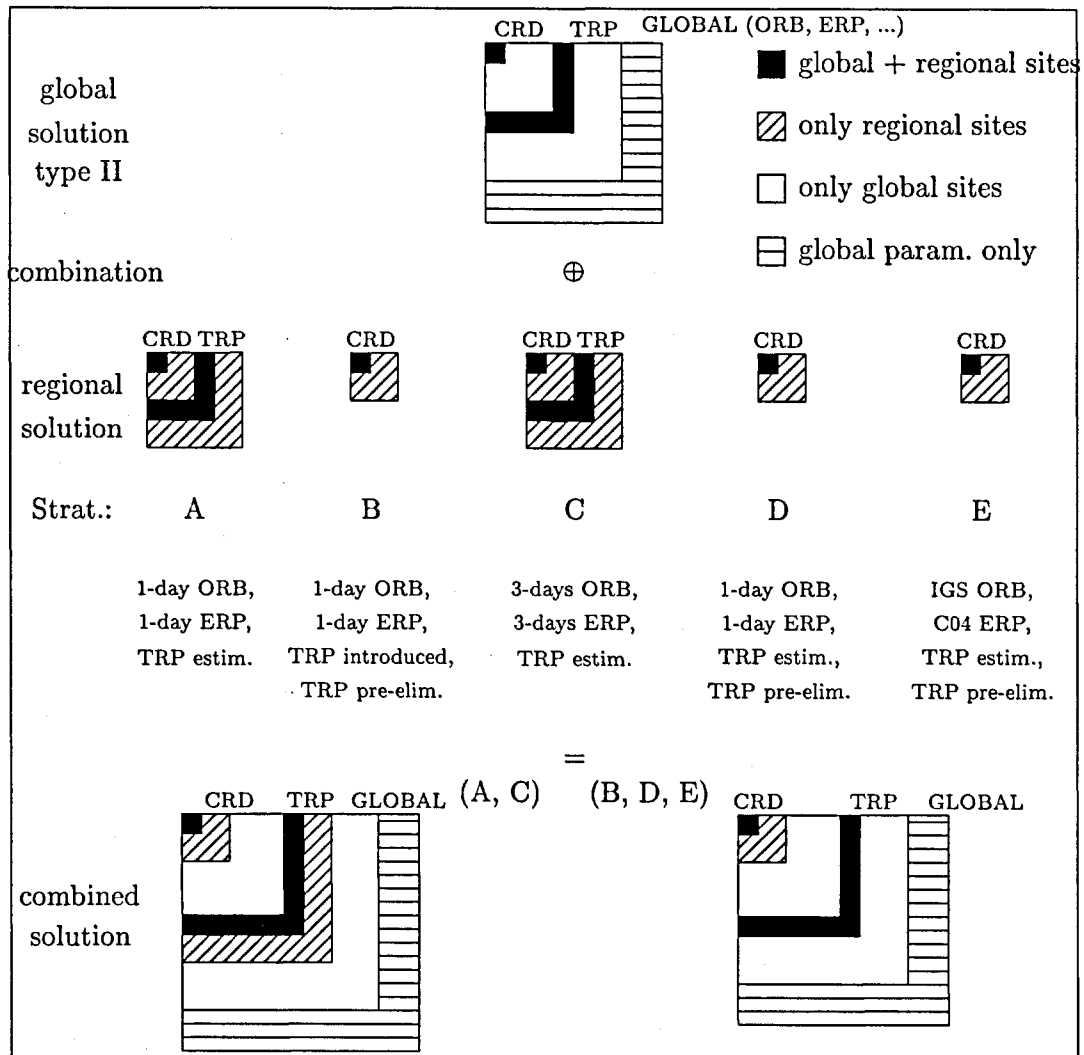 CRD TRP GLOBAL (ORB, ERP, ...)
global
solution
type II
global + regional sites
only regional sites
only global sites
global param. only
combination
⊕
CRD TRP CRD CRD TRP CRD CRD
regional
solution
Strat.: A B C D E
1-day ORB, 1-day ORB, 3-days ORB, 1-day ORB, IGS ORB,
1-day ERP, 1-day ERP, 3-days ERP, 1-day ERP, C04 ERP,
TRP estim. TRP introduced, TRP estim. TRP estim., TRP estim.,
TRP pre-elim. TRP pre-elim. TRP pre-elim.
=
(A, C) (B, D, E)
CRD TRP GLOBAL CRD TRP GLOBAL
combined
solution